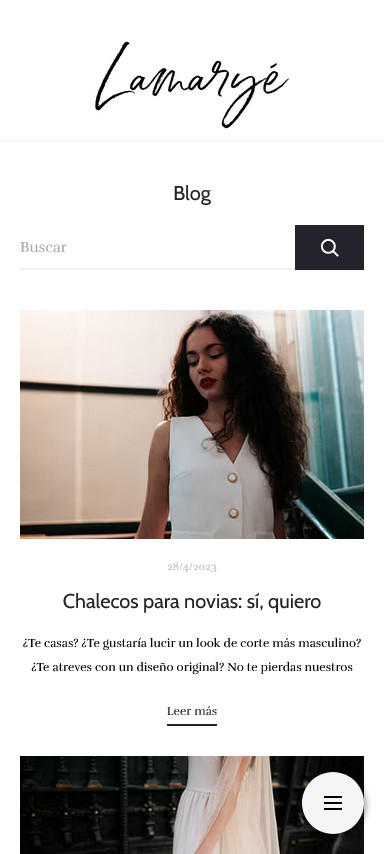 Lamaryé
Blog
Buscar
28/4/2023
Chalecos para novias: sí, quiero
¿Te casas? ¿Te gustaría lucir un look de corte más masculino?
¿Te atreves con un diseño original? No te pierdas nuestros
Leer más